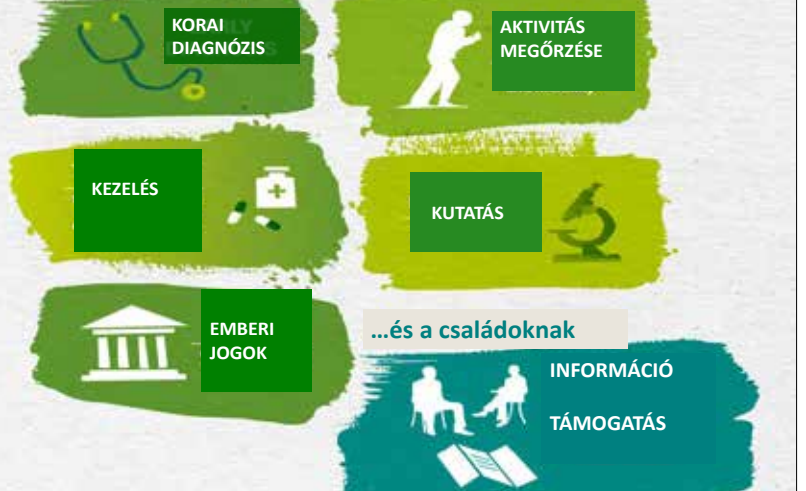 KORAI
DIAGNÓZIS
AKTIVITÁS
MEGŐRZÉSE
KEZELÉS
KUTATÁS
EMBERI
JOGOK
...és a családoknak
INFORMÁCIÓ
TÁMOGATÁS